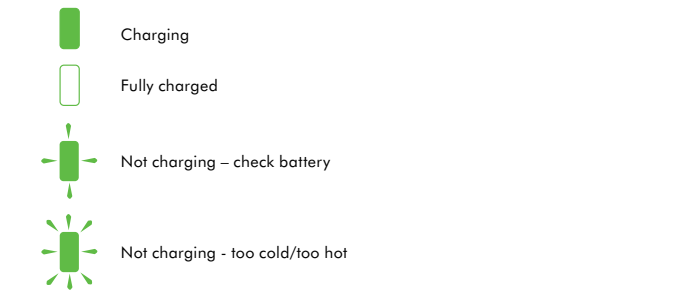 Charging
Fully charged
Not charging – check battery
Not charging - too cold/too hot